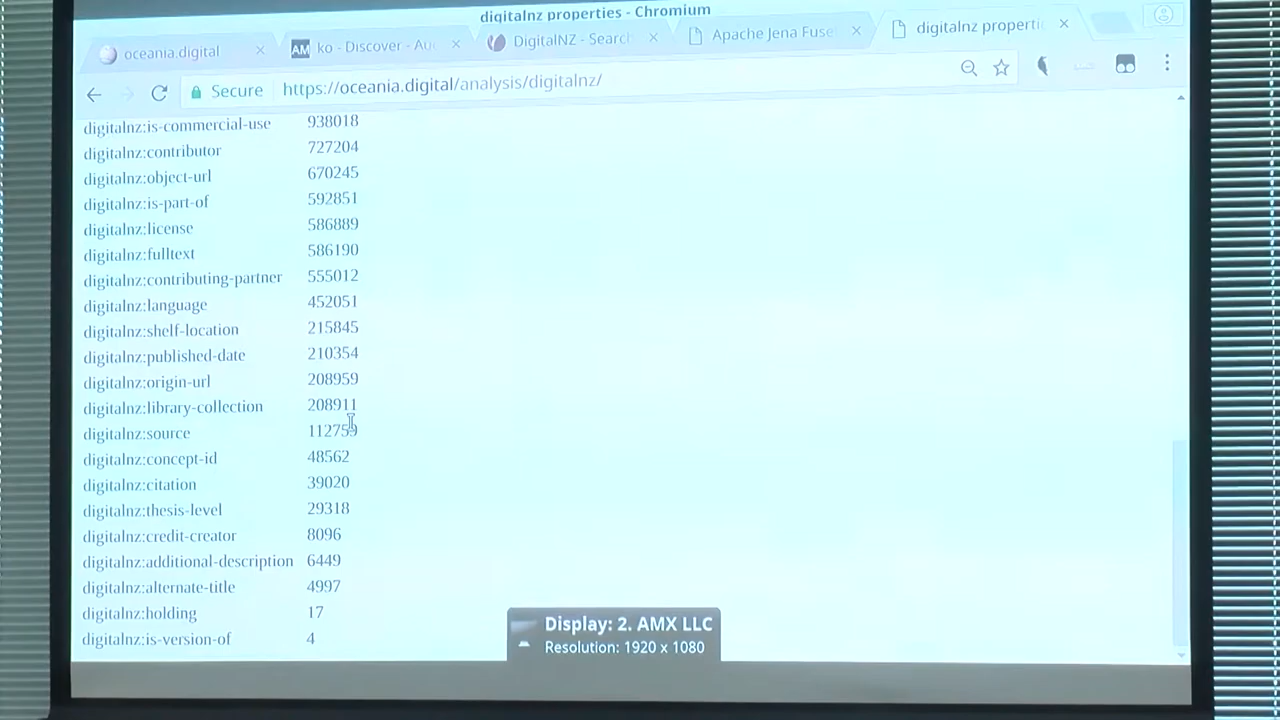 digitalnz properties - Chromium
oceania.digital
AM ko - Discover - Au
DigitalNZ - Search
Apache Jena Fuse
digitalnz properti
Secure https://oceania.digital/analysis/digitalnz/
digitalnz:is-commercial-use 938018
digitalnz:contributor 727204
digitalnz:object-url 670245
digitalnz:is-part-of 592851
digitalnz:license 586889
digitalnz:fulltext 586190
digitalnz:contributing-partner 555012
digitalnz:language 452051
digitalnz:shelf-location 215845
digitalnz:published-date 210354
digitalnz:origin-url 208959
digitalnz:library-collection 208911
digitalnz:source 112759
digitalnz:concept-id 48562
digitalnz:citation 39020
digitalnz:thesis-level 29318
digitalnz:credit-creator 8096
digitalnz:additional-description 6449
digitalnz:alternate-title 4997
digitalnz:holding 17
digitalnz:is-version-of 4
Display: 2. AMX LLC
Resolution: 1920 x 1080